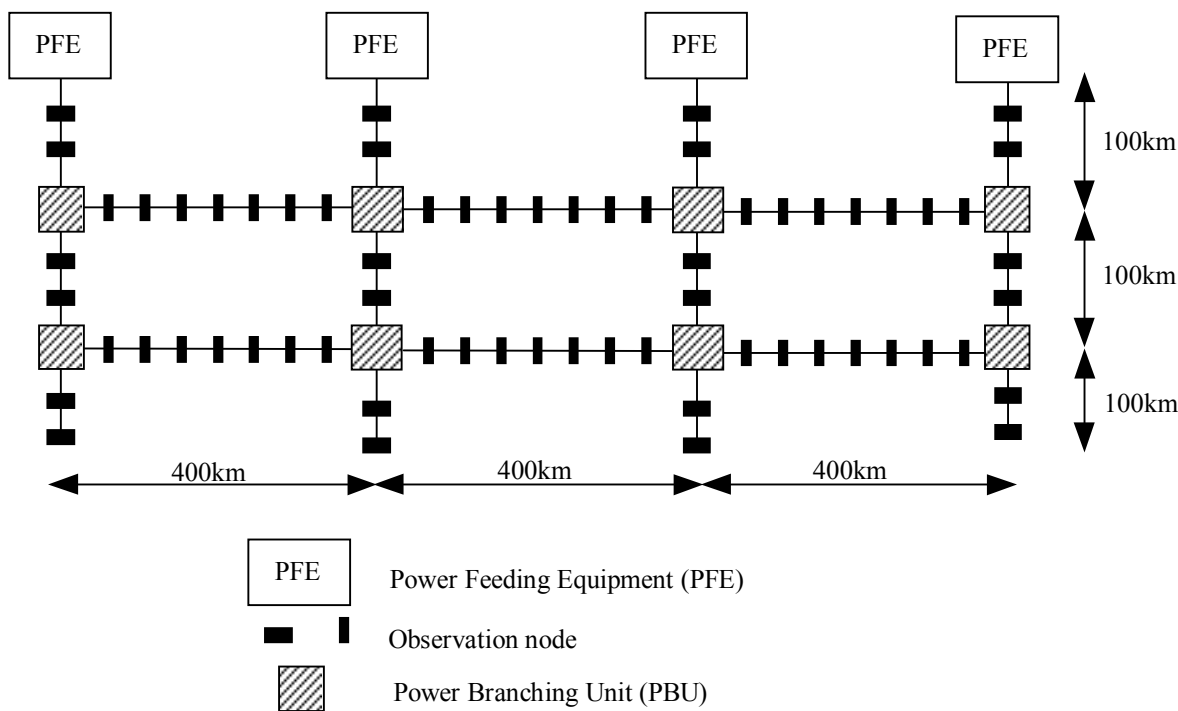 PFE PFE PFE PFE
100km
100km
100km
400km 400km 400km
PFE Power Feeding Equipment (PFE)
Observation node
Power Branching Unit (PBU)